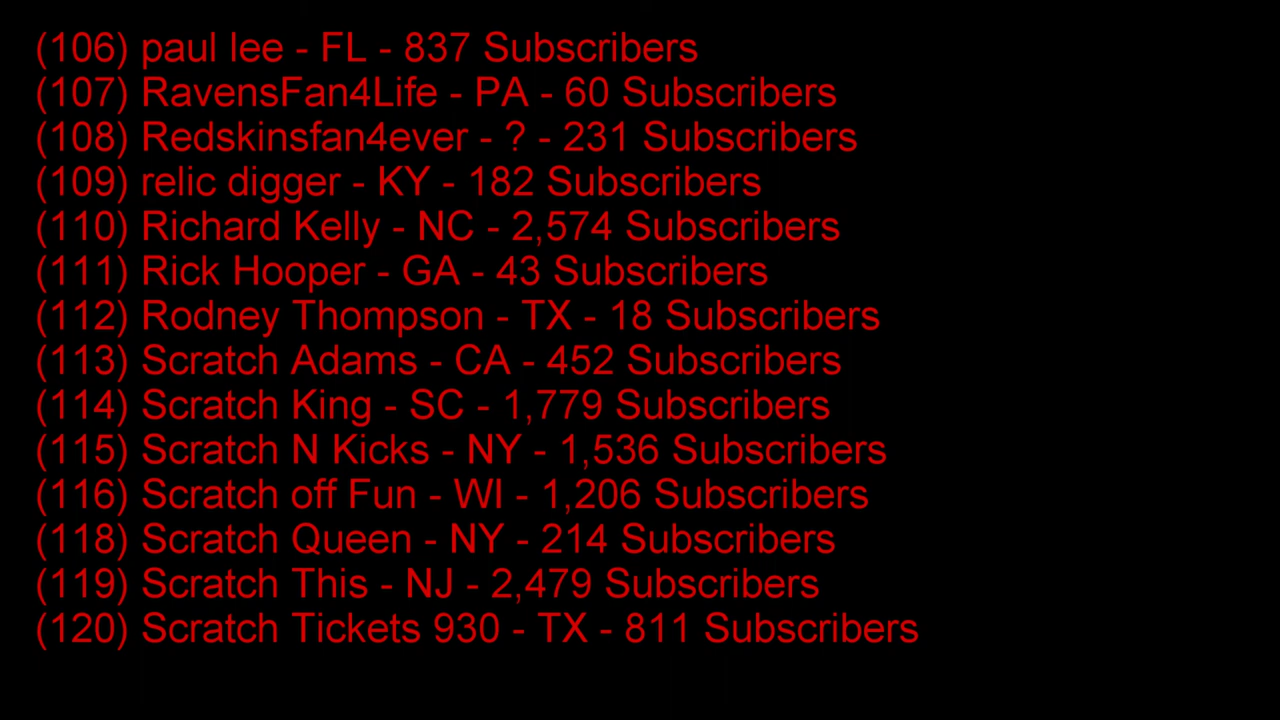 (106) paul lee - FL - 837 Subscribers
(107) RavensFan4Life - PA - 60 Subscribers
(108) Redskinsfan4ever - ? - 231 Subscribers
(109) relic digger - KY - 182 Subscribers
(110) Richard Kelly - NC - 2,574 Subscribers
(111) Rick Hooper - GA - 43 Subscribers
(112) Rodney Thompson - TX - 18 Subscribers
(113) Scratch Adams - CA - 452 Subscribers
(114) Scratch King - SC - 1,779 Subscribers
(115) Scratch N Kicks - NY - 1,536 Subscribers
(116) Scratch off Fun - WI - 1,206 Subscribers
(118) Scratch Queen - NY - 214 Subscribers
(119) Scratch This - NJ - 2,479 Subscribers
(120) Scratch Tickets 930 - TX - 811 Subscribers